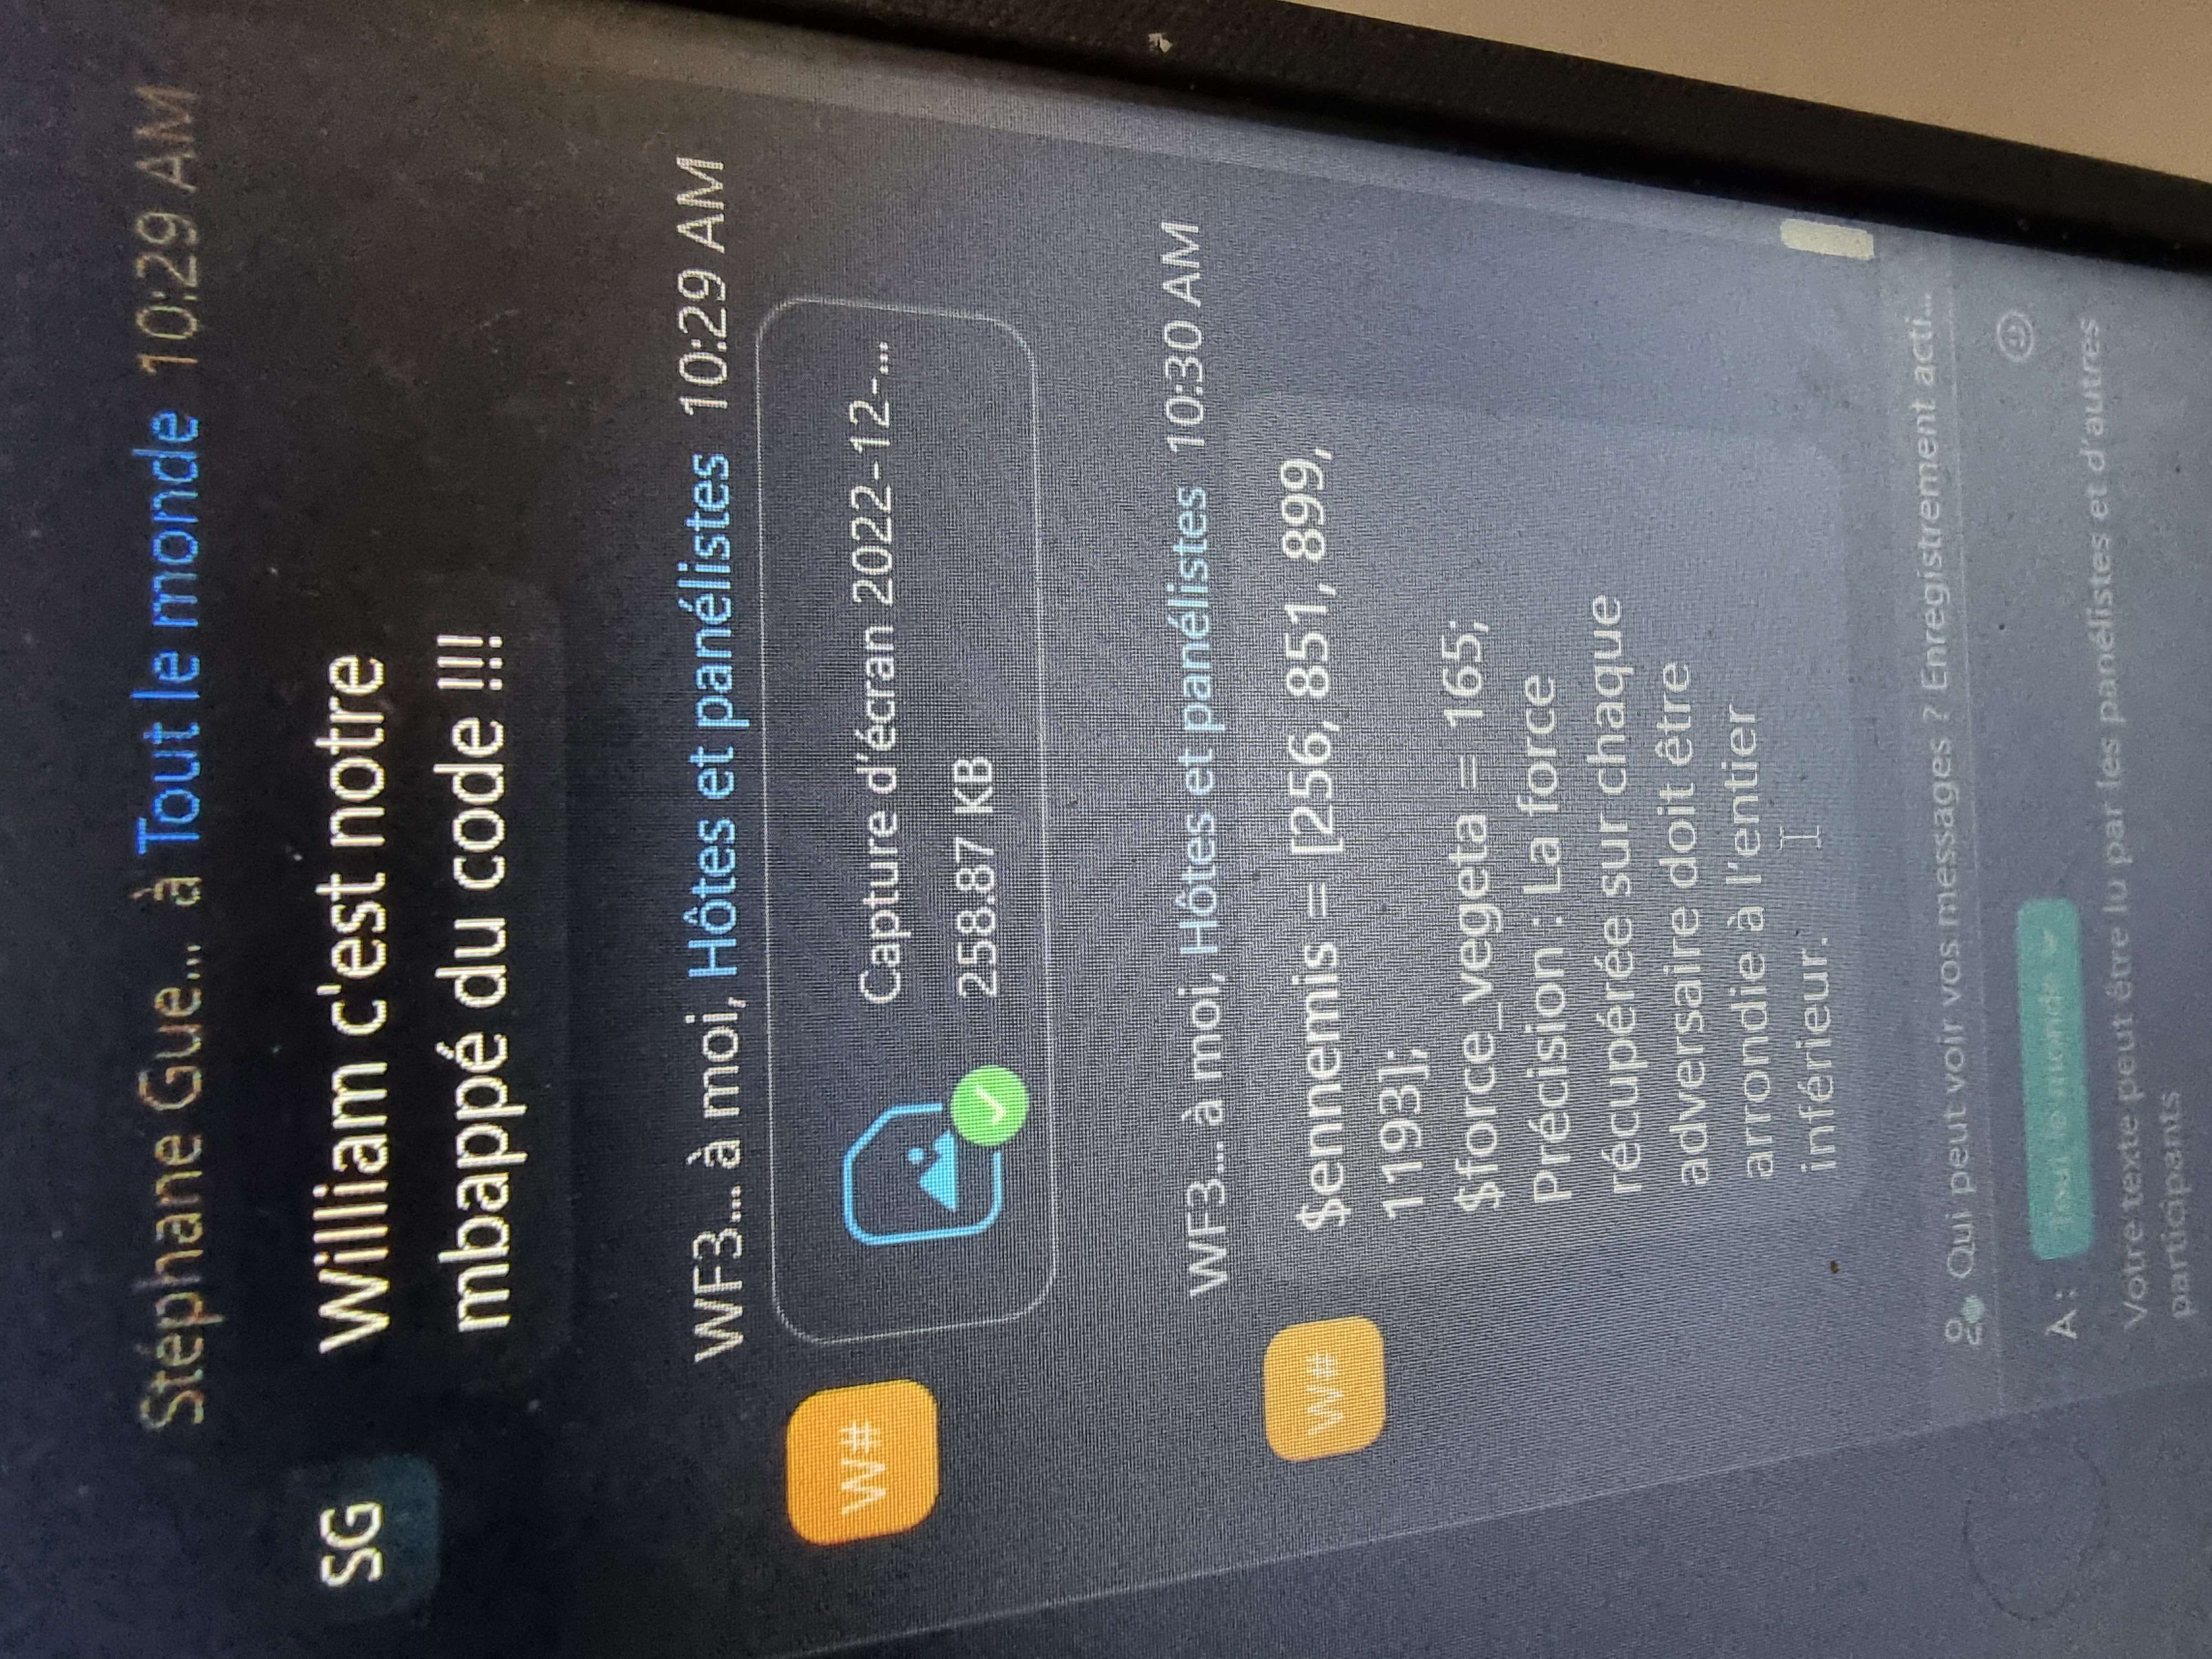 Stéphane Gue... à Tout le monde 10:29 AM
SG
William c'est notre
mbappé du code !!!
WF3... à moi, Hôtes et panélistes 10:29 AM
W#
Capture d'écran 2022-12-...
258.87 KB
WF3... à moi, Hôtes et panélistes 10:30 AM
W#
$ennemis = [256, 851, 899,
1193];
$force_vegeta = 165;
Précision : La force
récupérée sur chaque
adversaire doit être
arrondie à l'entier
inférieur.
Qui peut voir vos messages ? Enregistrement acti...
À : Tout le monde
Votre texte peut être lu par les panélistes et d'autres
participants